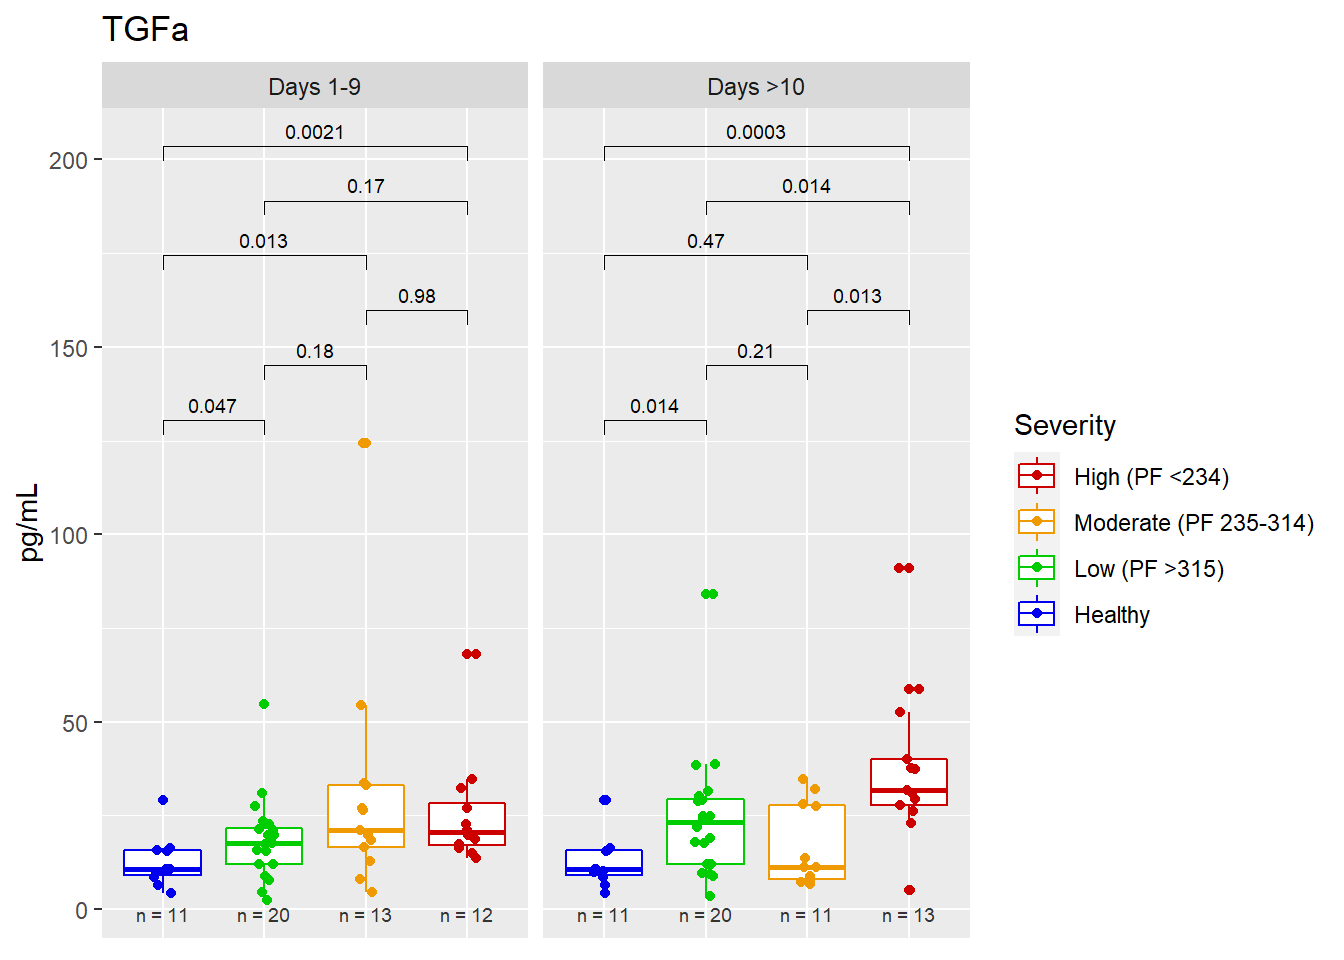 TGFa
Days 1-9
Days >10
0.0021
0.0003
200
0.17
0.014
0.013
0.47
0.98
0.013
150
0.18
0.21
0.047
0.014
Severity
High (PF <234)
Moderate (PF 235-314)
Low (PF >315)
Healthy
pg/mL
100
50
0
n = 11
n = 20
n = 13
n = 12
n = 11
n = 20
n = 11
n = 13